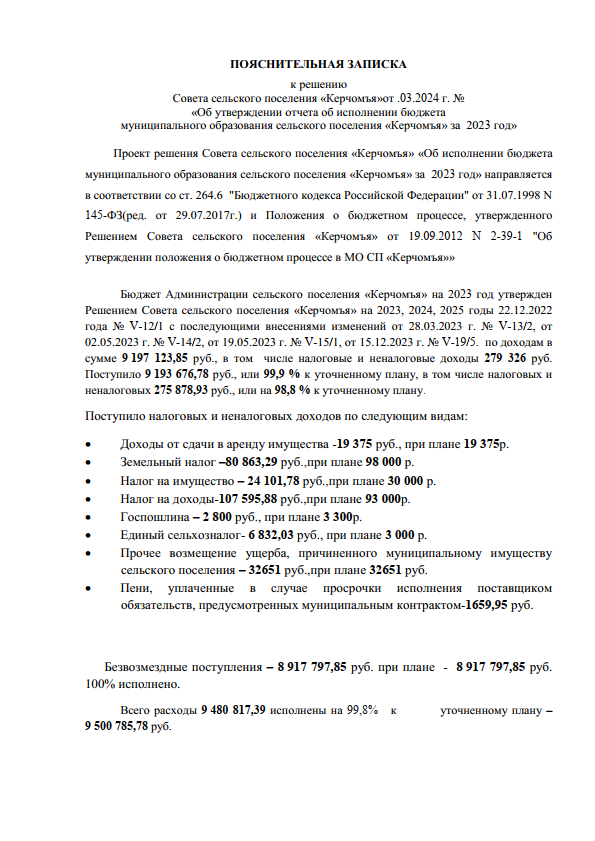 ПОЯСНИТЕЛЬНАЯ ЗАПИСКА
к решению
Совета сельского поселения «Керчомъя»от .03.2024 г. №
«Об утверждении отчета об исполнении бюджета
муниципального образования сельского поселения «Керчомъя» за 2023 год»
Проект решения Совета сельского поселения «Керчомъя» «Об исполнении бюджета
муниципального образования сельского поселения «Керчомъя» за 2023 год» направляется
в соответствии со ст. 264.6 "Бюджетного кодекса Российской Федерации" от 31.07.1998 N
145-ФЗ(ред. от 29.07.2017г.) и Положения о бюджетном процессе, утвержденного
Решением Совета сельского поселения «Керчомъя» от 19.09.2012 N 2-39-1 "Об
утверждении положения о бюджетном процессе в МО СП «Керчомъя»»
Бюджет Администрации сельского поселения «Керчомъя» на 2023 год утвержден
Решением Совета сельского поселения «Керчомъя» на 2023, 2024, 2025 годы 22.12.2022
года № V-12/1 с последующими внесениями изменений от 28.03.2023 г. № V-13/2, от
02.05.2023 г. № V-14/2, от 19.05.2023 г. № V-15/1, от 15.12.2023 г. № V-19/5. по доходам в
сумме 9 197 123,85 руб., в том числе налоговые и неналоговые доходы 279 326 руб.
Поступило 9 193 676,78 руб., или 99,9 % к уточненному плану, в том числе налоговых и
неналоговых 275 878,93 руб., или на 98,8 % к уточненному плану.
Поступило налоговых и неналоговых доходов по следующим видам:
• Доходы от сдачи в аренду имущества -19 375 руб., при плане 19 375р.
• Земельный налог –80 863,29 руб.,при плане 98 000 р.
• Налог на имущество – 24 101,78 руб.,при плане 30 000 р.
• Налог на доходы-107 595,88 руб.,при плане 93 000р.
• Госпошлина – 2 800 руб., при плане 3 300р.
• Единый сельхозналог- 6 832,03 руб., при плане 3 000 р.
• Прочее возмещение ущерба, причиненного муниципальному имуществу
сельского поселения – 32651 руб.,при плане 32651 руб.
• Пени, уплаченные в случае просрочки исполнения поставщиком
обязательств, предусмотренных муниципальным контрактом-1659,95 руб.
Безвозмездные поступления – 8 917 797,85 руб. при плане - 8 917 797,85 руб.
100% исполнено.
Всего расходы 9 480 817,39 исполнены на 99,8% к уточненному плану –
9 500 785,78 руб.